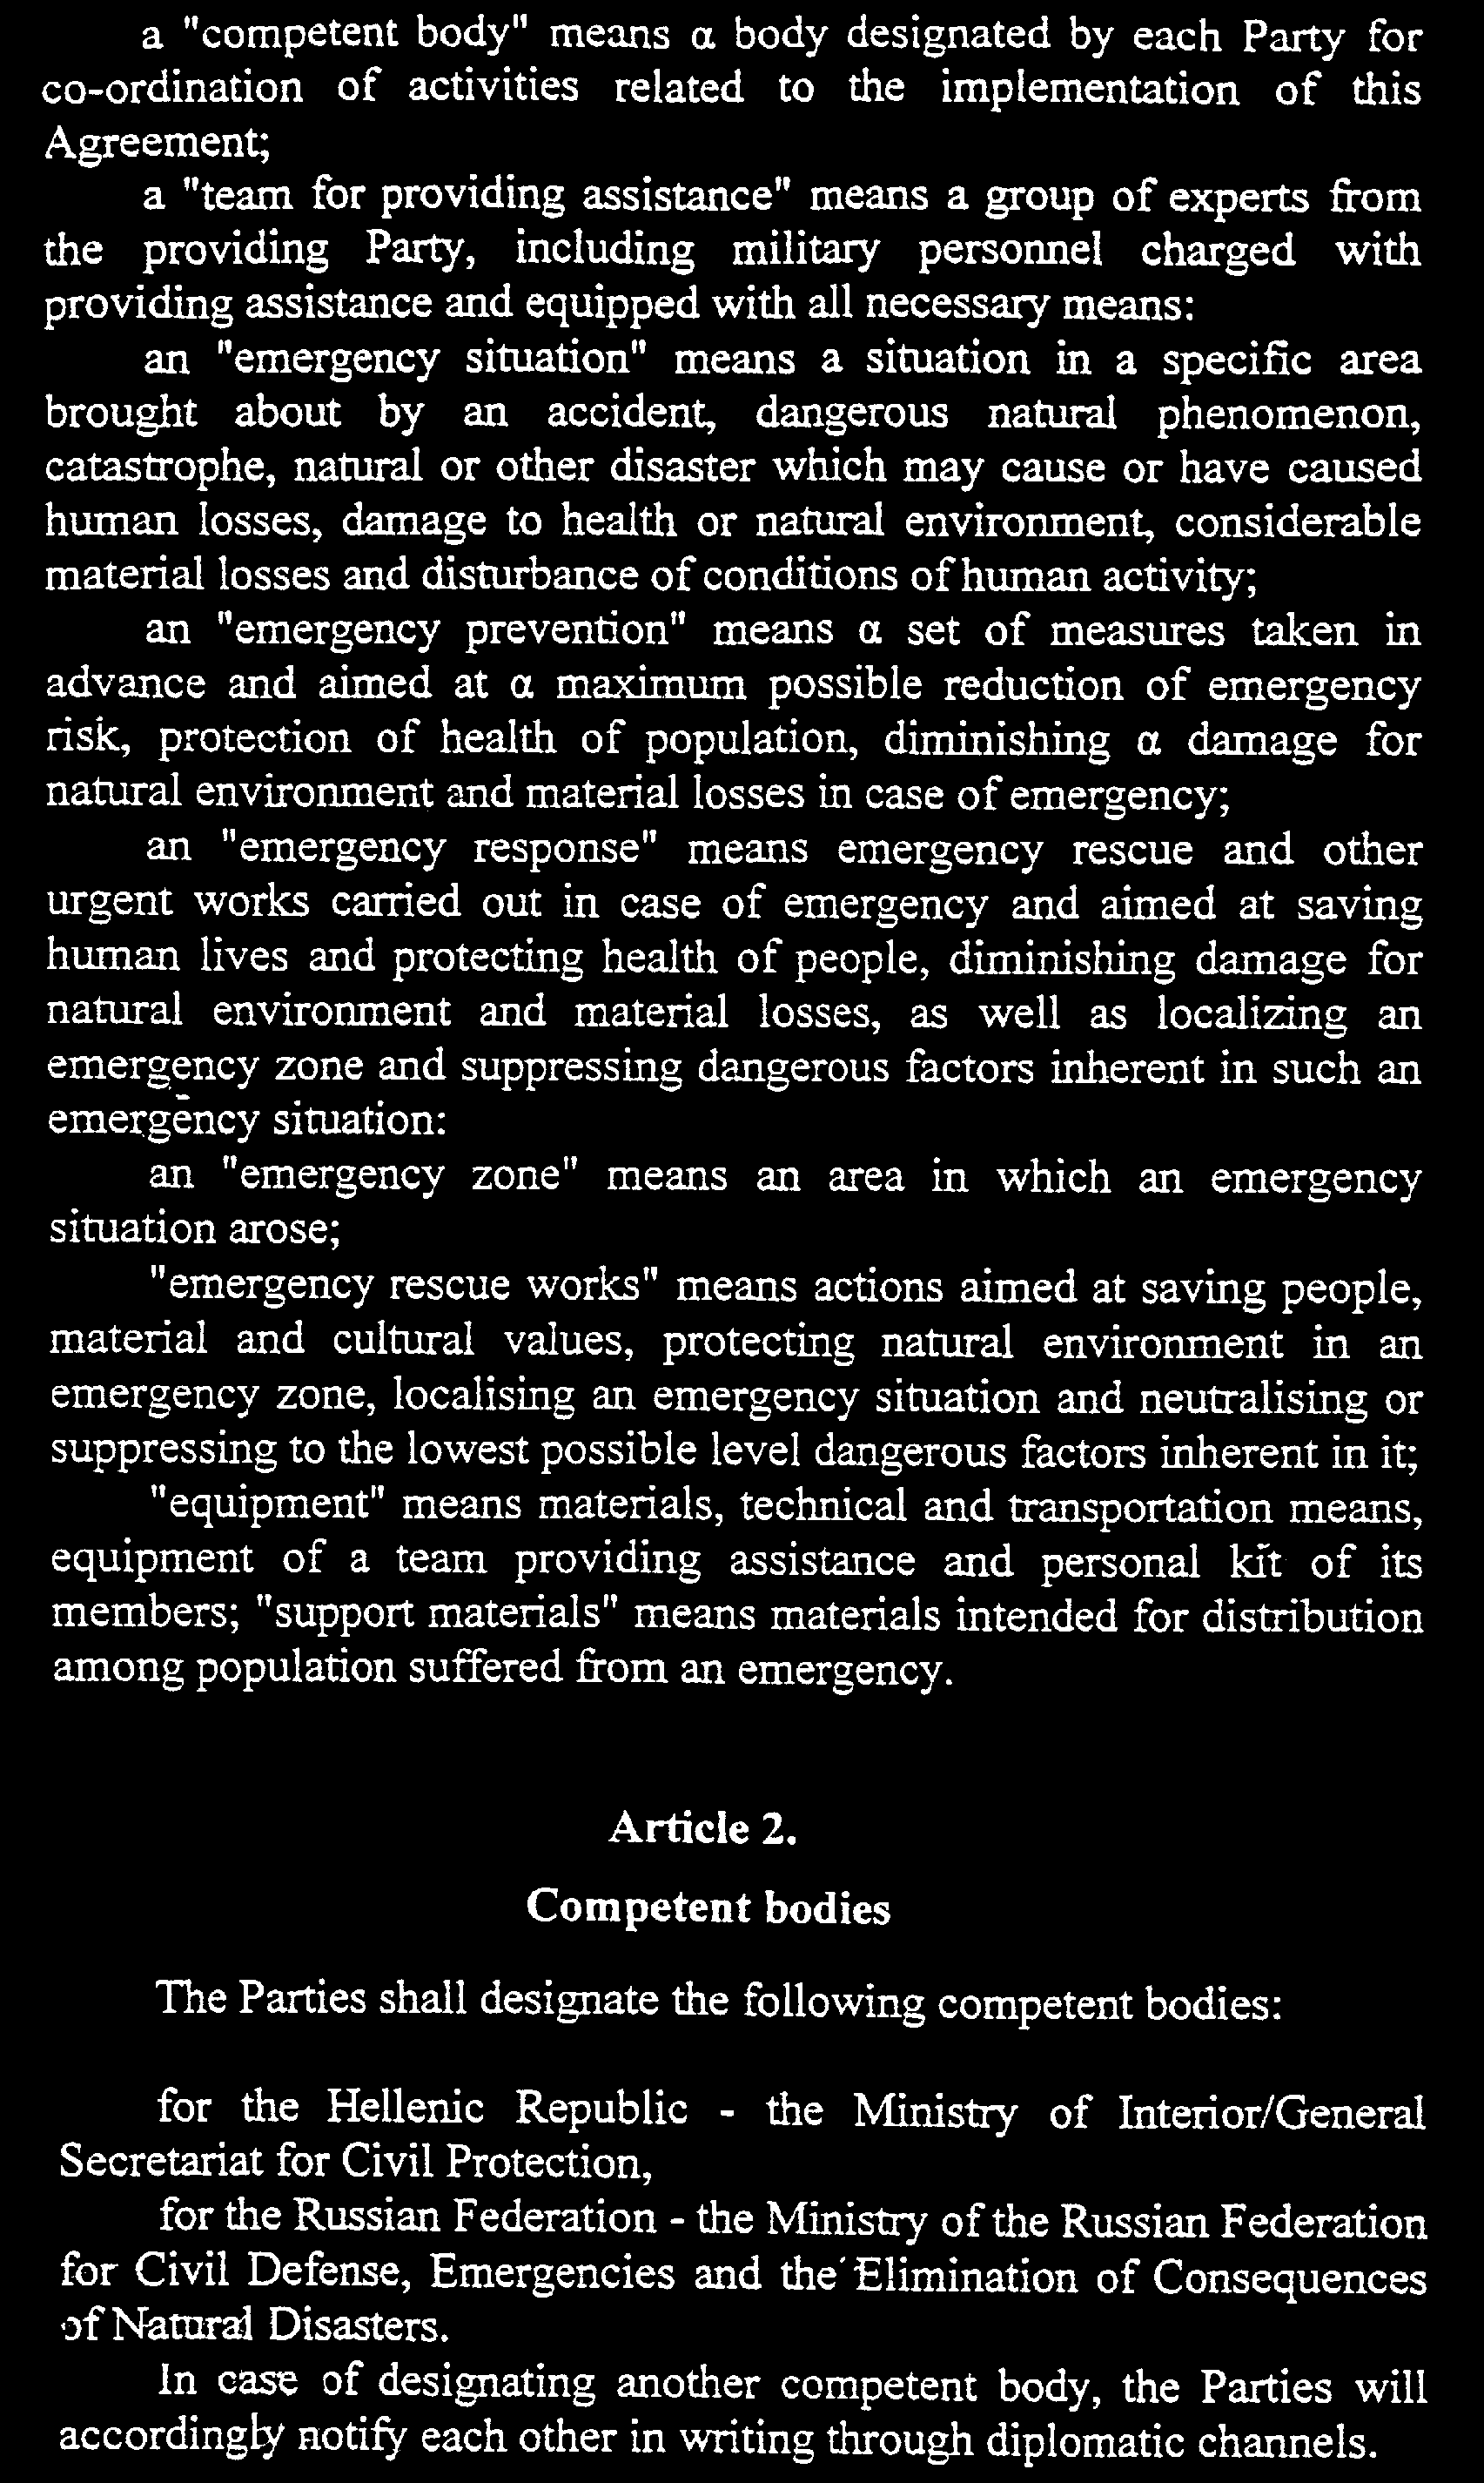 a "competent body" means α body designated by each Party for
co-ordination of activities related to the implementation of this
Agreement;
a "team for providing assistance" means a group of experts from
the providing Party, including military personnel charged with
providing assistance and equipped with all necessary means:
an "emergency situation" means a situation in a specific area
brought about by an accident, dangerous natural phenomenon,
catastrophe, natural or other disaster which may cause or have caused
human losses, damage to health or natural environment, considerable
material losses and disturbance of conditions of human activity;
an "emergency prevention" means α set of measures taken in
advance and aimed at α maximum possible reduction of emergency
risk, protection of health of population, diminishing α damage for
natural environment and material losses in case of emergency;
an "emergency response" means emergency rescue and other
urgent works carried out in case of emergency and aimed at saving
human lives and protecting health of people, diminishing damage for
natural environment and material losses, as well as localizing an
emergency zone and suppressing dangerous factors inherent in such an
emergency situation:
an "emergency zone" means an area in which an emergency
situation arose;
"emergency rescue works" means actions aimed at saving people,
material and cultural values, protecting natural environment in an
emergency zone, localising an emergency situation and neutralising or
suppressing to the lowest possible level dangerous factors inherent in it;
"equipment" means materials, technical and transportation means,
equipment of a team providing assistance and personal kit of its
members; "support materials" means materials intended for distribution
among population suffered from an emergency.
Article 2.
Competent bodies
The Parties shall designate the following competent bodies:
for the Hellenic Republic - the Ministry of Interior/General
Secretariat for Civil Protection,
for the Russian Federation - the Ministry of the Russian Federation
for Civil Defense, Emergencies and the Elimination of Consequences
of Natural Disasters.
In case of designating another competent body, the Parties will
accordingly notify each other in writing through diplomatic channels.